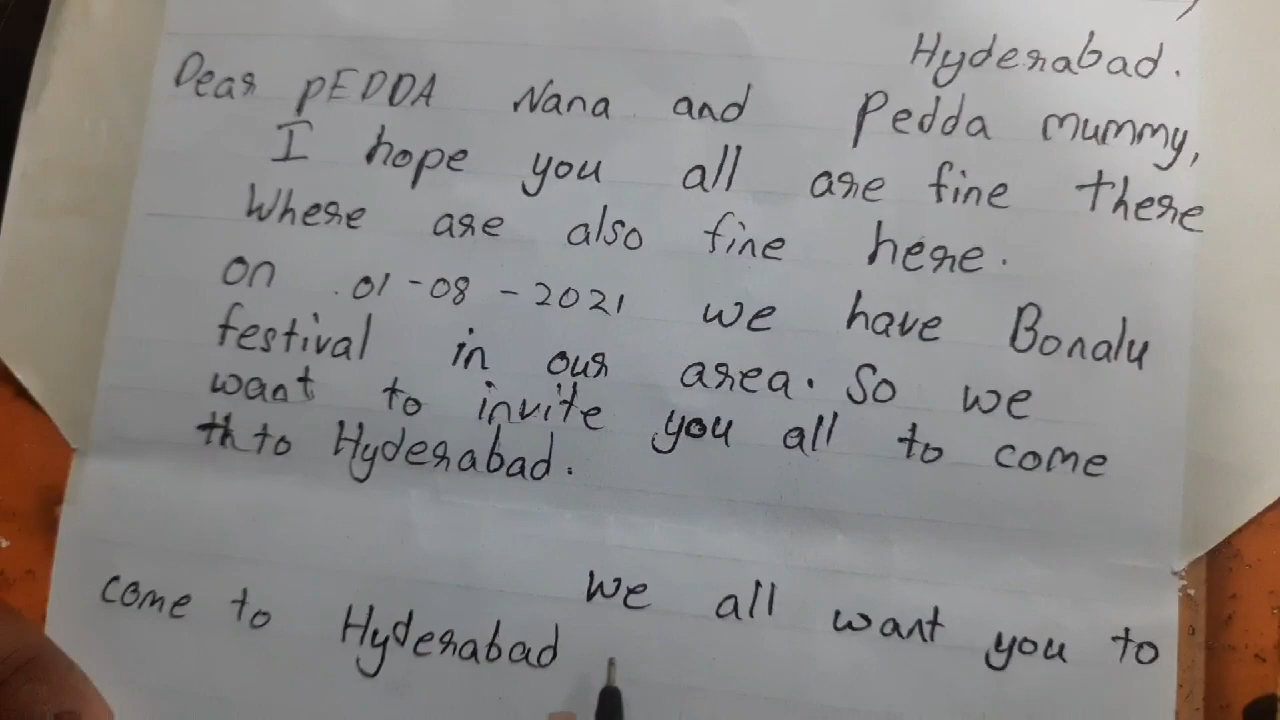 Hyderabad.
Dear PEDDA Nana and Pedda mummy,
I hope you all are fine there
Where are also fine here.
on 01-08-2021 we have Bonalu
festival in our area. So we
want to invite you all to come
to Hyderabad.
We all want you to
come to Hyderabad